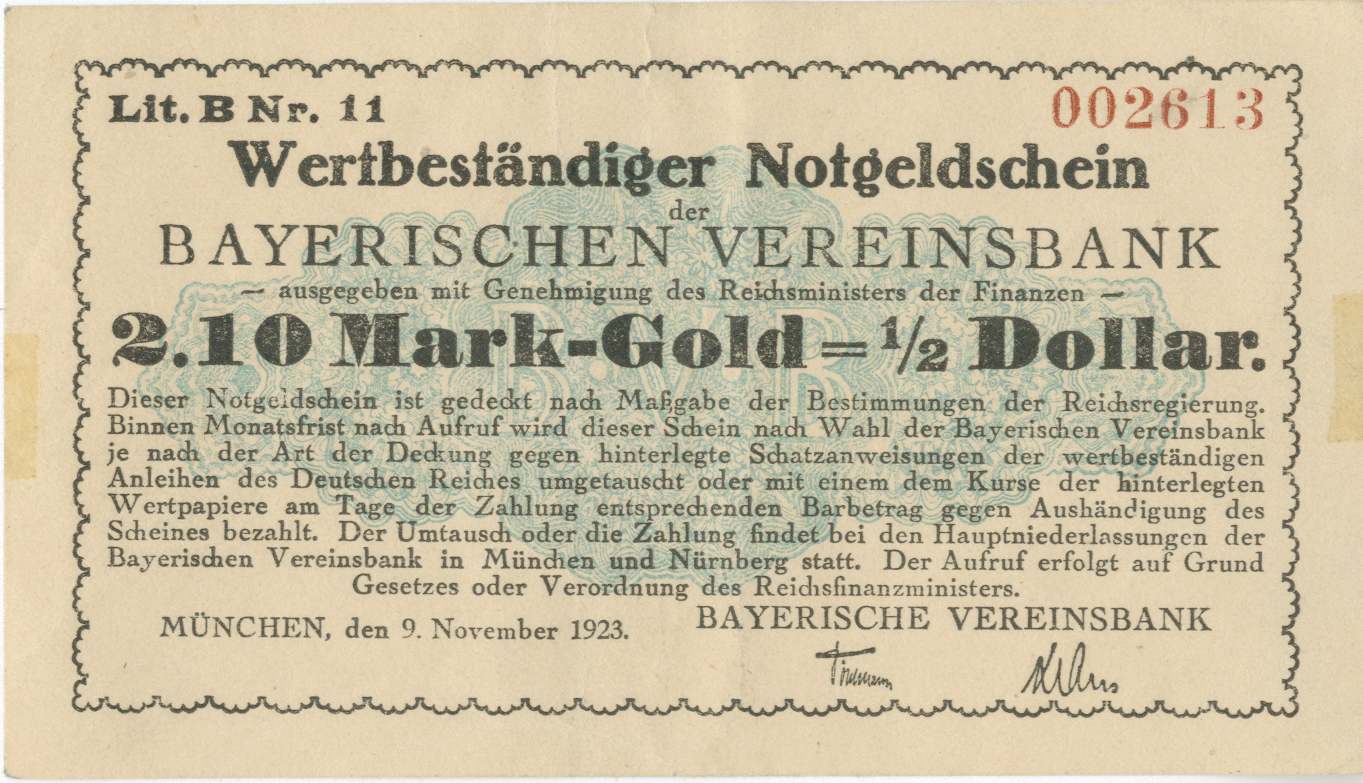 Lit. B Nr. 11 002613
Wertbeständiger Notgeldschein
der
BAYERISCHEN VEREINSBANK
— ausgegeben mit Genehmigung des Reichsministers der Finanzen —
2.10 Mark-Gold = 1/2 Dollar.
B·V·B
Dieser Notgeldschein ist gedeckt nach Maßgabe der Bestimmungen der Reichsregierung.
Binnen Monatsfrist nach Aufruf wird dieser Schein nach Wahl der Bayerischen Vereinsbank
je nach der Art der Deckung gegen hinterlegte Schatzanweisungen der wertbeständigen
Anleihen des Deutschen Reiches umgetauscht oder mit einem dem Kurse der hinterlegten
Wertpapiere am Tage der Zahlung entsprechenden Barbetrag gegen Aushändigung des
Scheines bezahlt. Der Umtausch oder die Zahlung findet bei den Hauptniederlassungen der
Bayerischen Vereinsbank in München und Nürnberg statt. Der Aufruf erfolgt auf Grund
Gesetzes oder Verordnung des Reichsfinanzministers.
MÜNCHEN, den 9. November 1923.
BAYERISCHE VEREINSBANK